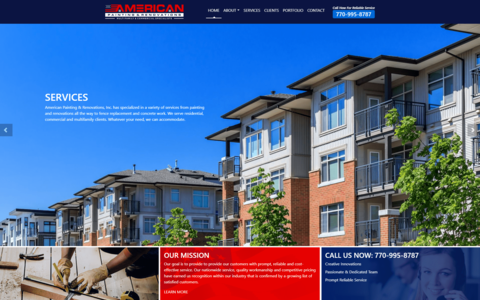 AMERICAN
PAINTING & RENOVATIONS
HOME
ABOUT
SERVICES
CLIENTS
PORTFOLIO
CONTACT
Call Now For Reliable Service
770-995-8787
SERVICES
American Painting & Renovations, Inc. has specialized in a variety of services from painting
and innovations all the way to fence replacement and concrete work. We serve residential,
commercial and multifamily clients. Whatever your need, we can accommodate.
OUR MISSION
Our goal is to provide to provide our customers with prompt, reliable and cost
effective service. Our nationwide service, quality workmanship and competitive pricing
have earned us recognition within our industry that is confirmed by a growing list of
satisfied customers.
LEARN MORE
CALL US NOW: 770-995-8787
Creative Innovations
Passionate & Dedicated Team
Prompt Reliable Service